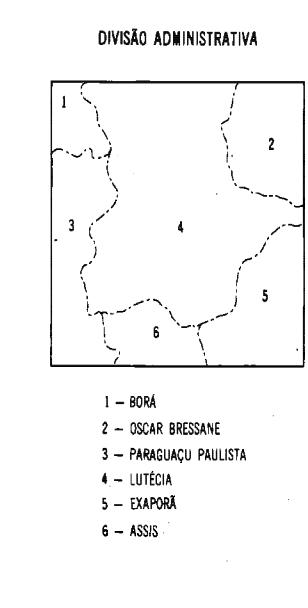 DIVISÃO ADMINISTRATIVA
1
2
3
4
5
6
1 – BORÁ
2 – OSCAR BRESSANE
3 – PARAGUAÇU PAULISTA
4 – LUTÉCIA
5 – EXAPORÃ
6 – ASSIS